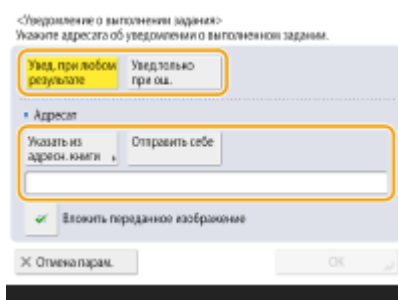 <Уведомление о выполнении задания>
Укажите адресата об уведомлении о выполненном задании.
Увед. при любом результате
Увед.только при ош.
Адресат
Указать из адресн. книги
Отправить себе
Вложить переданное изображение
× Отмена парам.
OK